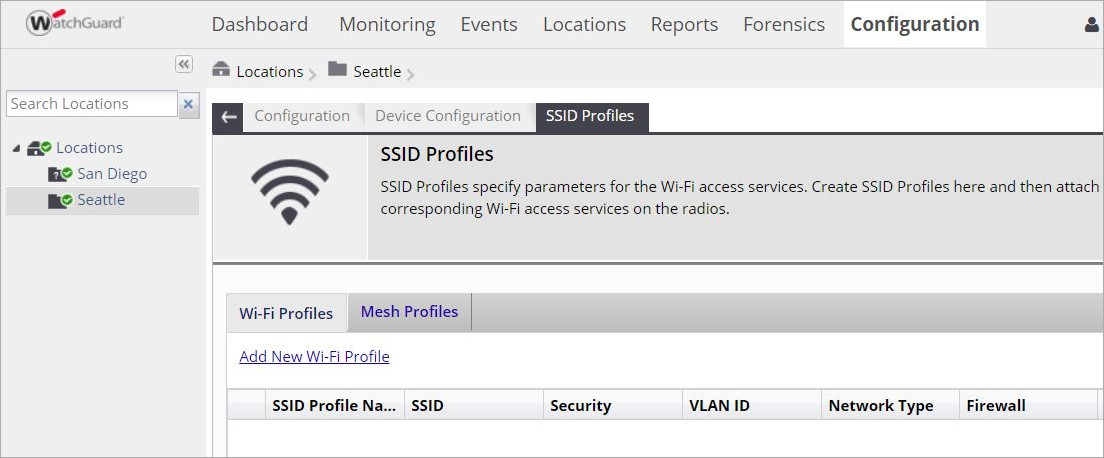 WatchGuard
Dashboard Monitoring Events Locations Reports Forensics Configuration
Locations Seattle
Search Locations
Configuration Device Configuration SSID Profiles
Locations
San Diego
Seattle
SSID Profiles
SSID Profiles specify parameters for the Wi-Fi access services. Create SSID Profiles here and then attach
corresponding Wi-Fi access services on the radios.
Wi-Fi Profiles Mesh Profiles
Add New Wi-Fi Profile
SSID Profile Na... SSID Security VLAN ID Network Type Firewall